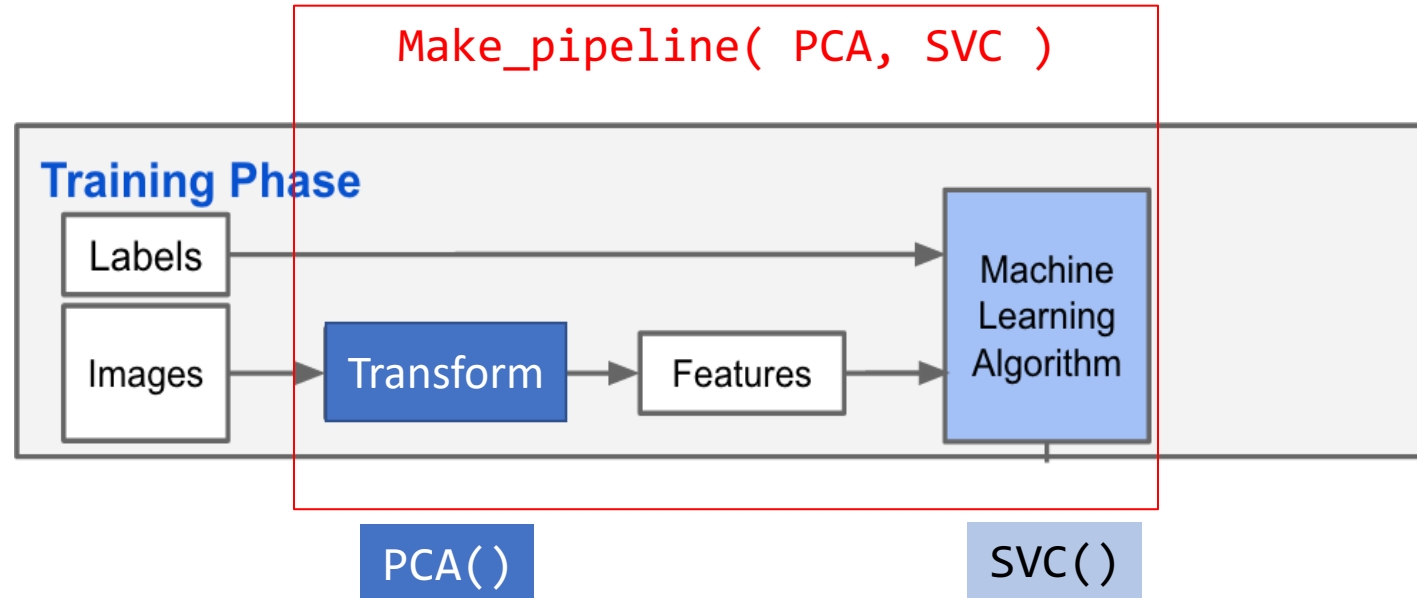 Make_pipeline( PCA, SVC )
Training Phase
Labels
Images
Transform
Features
Machine
Learning
Algorithm
PCA()
SVC()